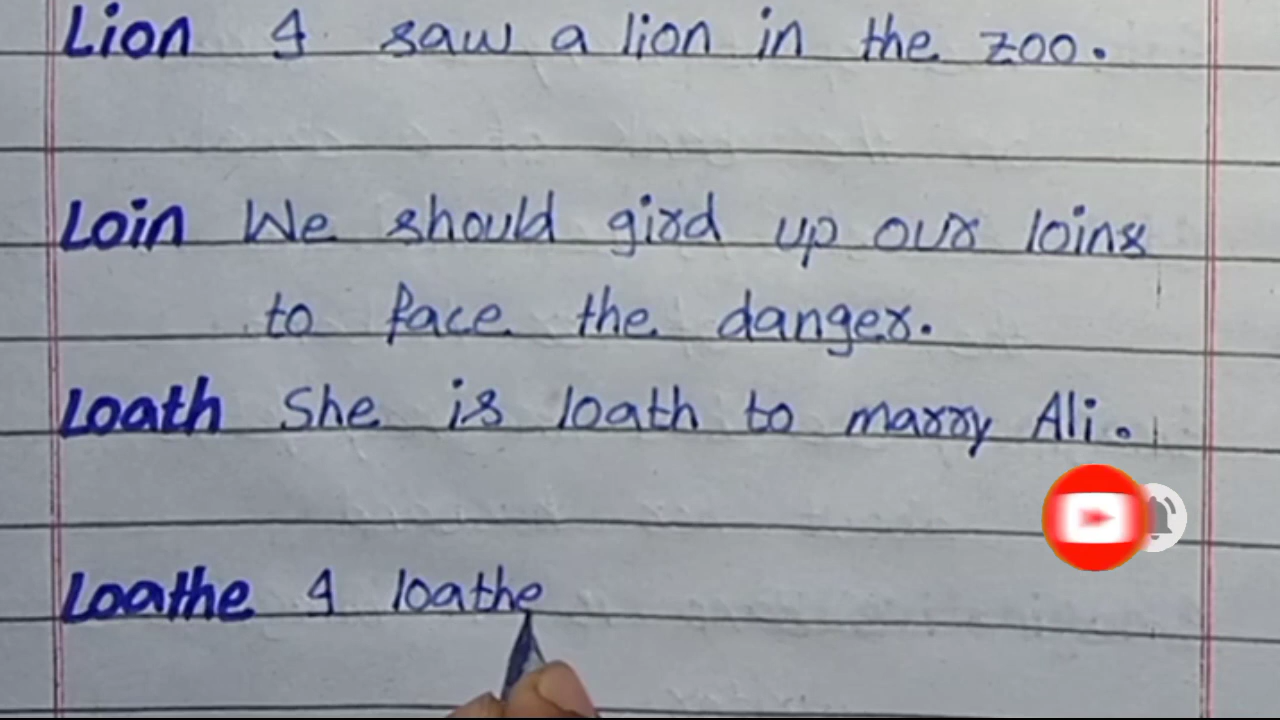 Lion I saw a lion in the zoo.
Loin We should gird up our loins
to face the danger.
Loath She is loath to marry Ali.
Loathe I loathe